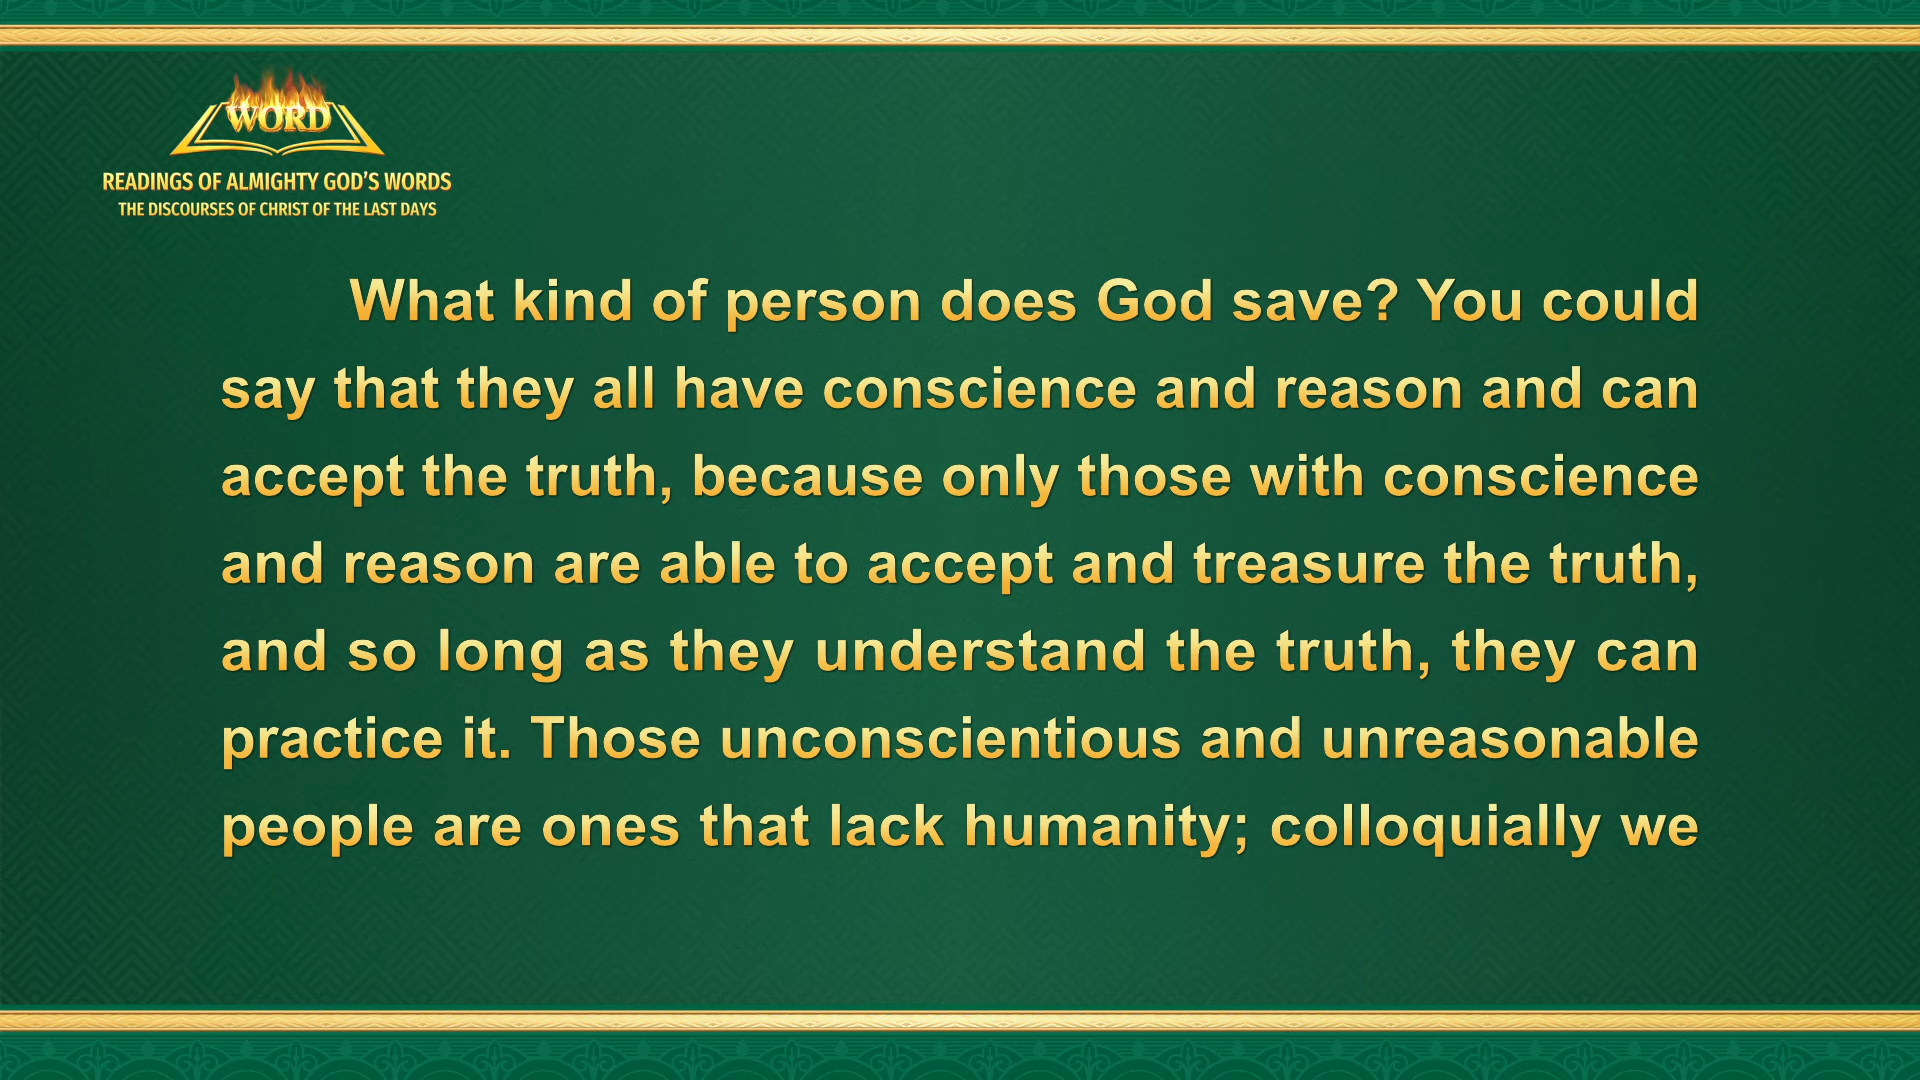 WORD
READINGS OF ALMIGHTY GOD'S WORDS
THE DISCOURSES OF CHRIST OF THE LAST DAYS
What kind of person does God save? You could
say that they all have conscience and reason and can
accept the truth, because only those with conscience
and reason are able to accept and treasure the truth,
and so long as they understand the truth, they can
practice it. Those unconscientious and unreasonable
people are ones that lack humanity; colloquially we